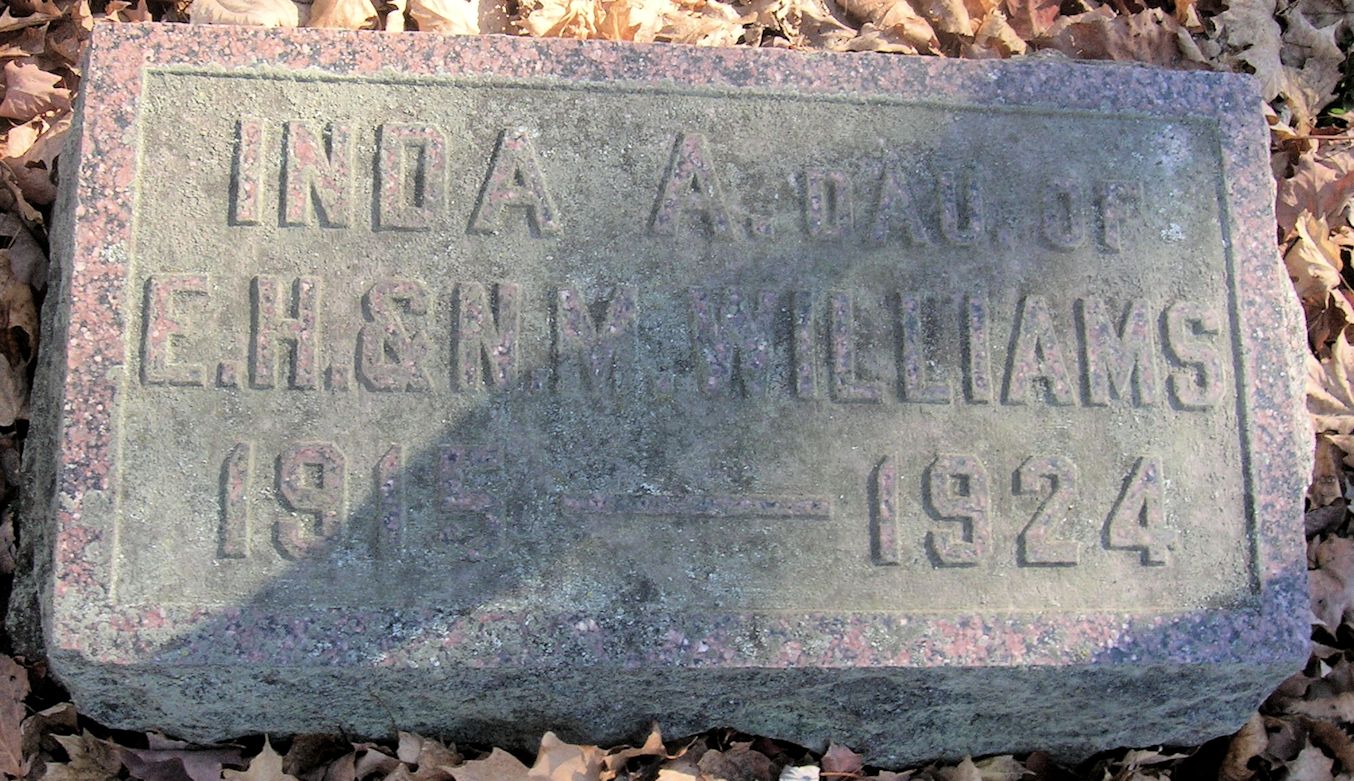 INDA A. DAU. OF
E.H. & N.M. WILLIAMS
1915 — 1924